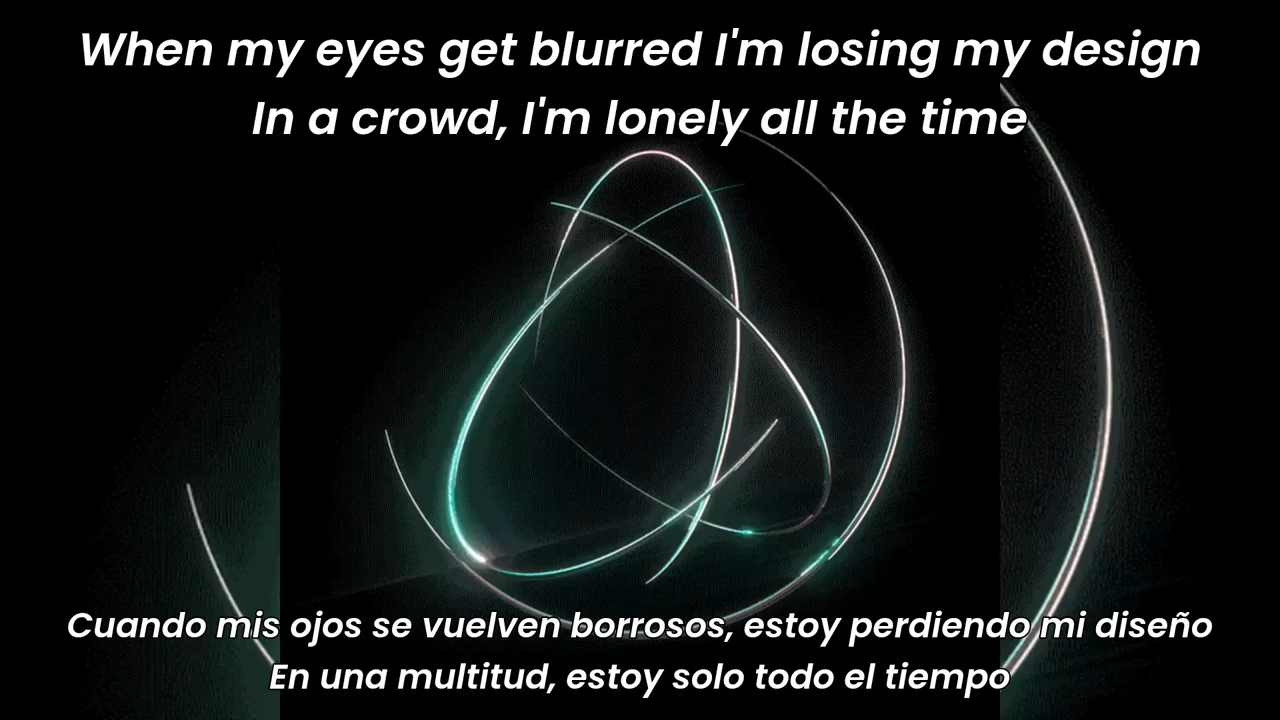 When my eyes get blurred I'm losing my design
In a crowd, I'm lonely all the time
Cuando mis ojos se vuelven borrosos, estoy perdiendo mi diseño
En una multitud, estoy solo todo el tiempo